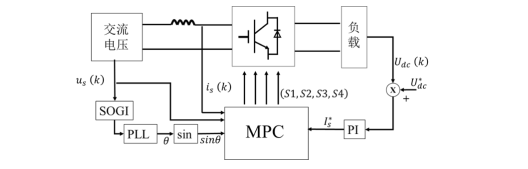 交流
电压
负
载
U_dc (k)
u_s (k)
i_s (k)
(S1, S2, S3, S4)
X
U*_dc
+
SOGI
MPC
I*_s
PI
PLL
θ
sin
sinθ